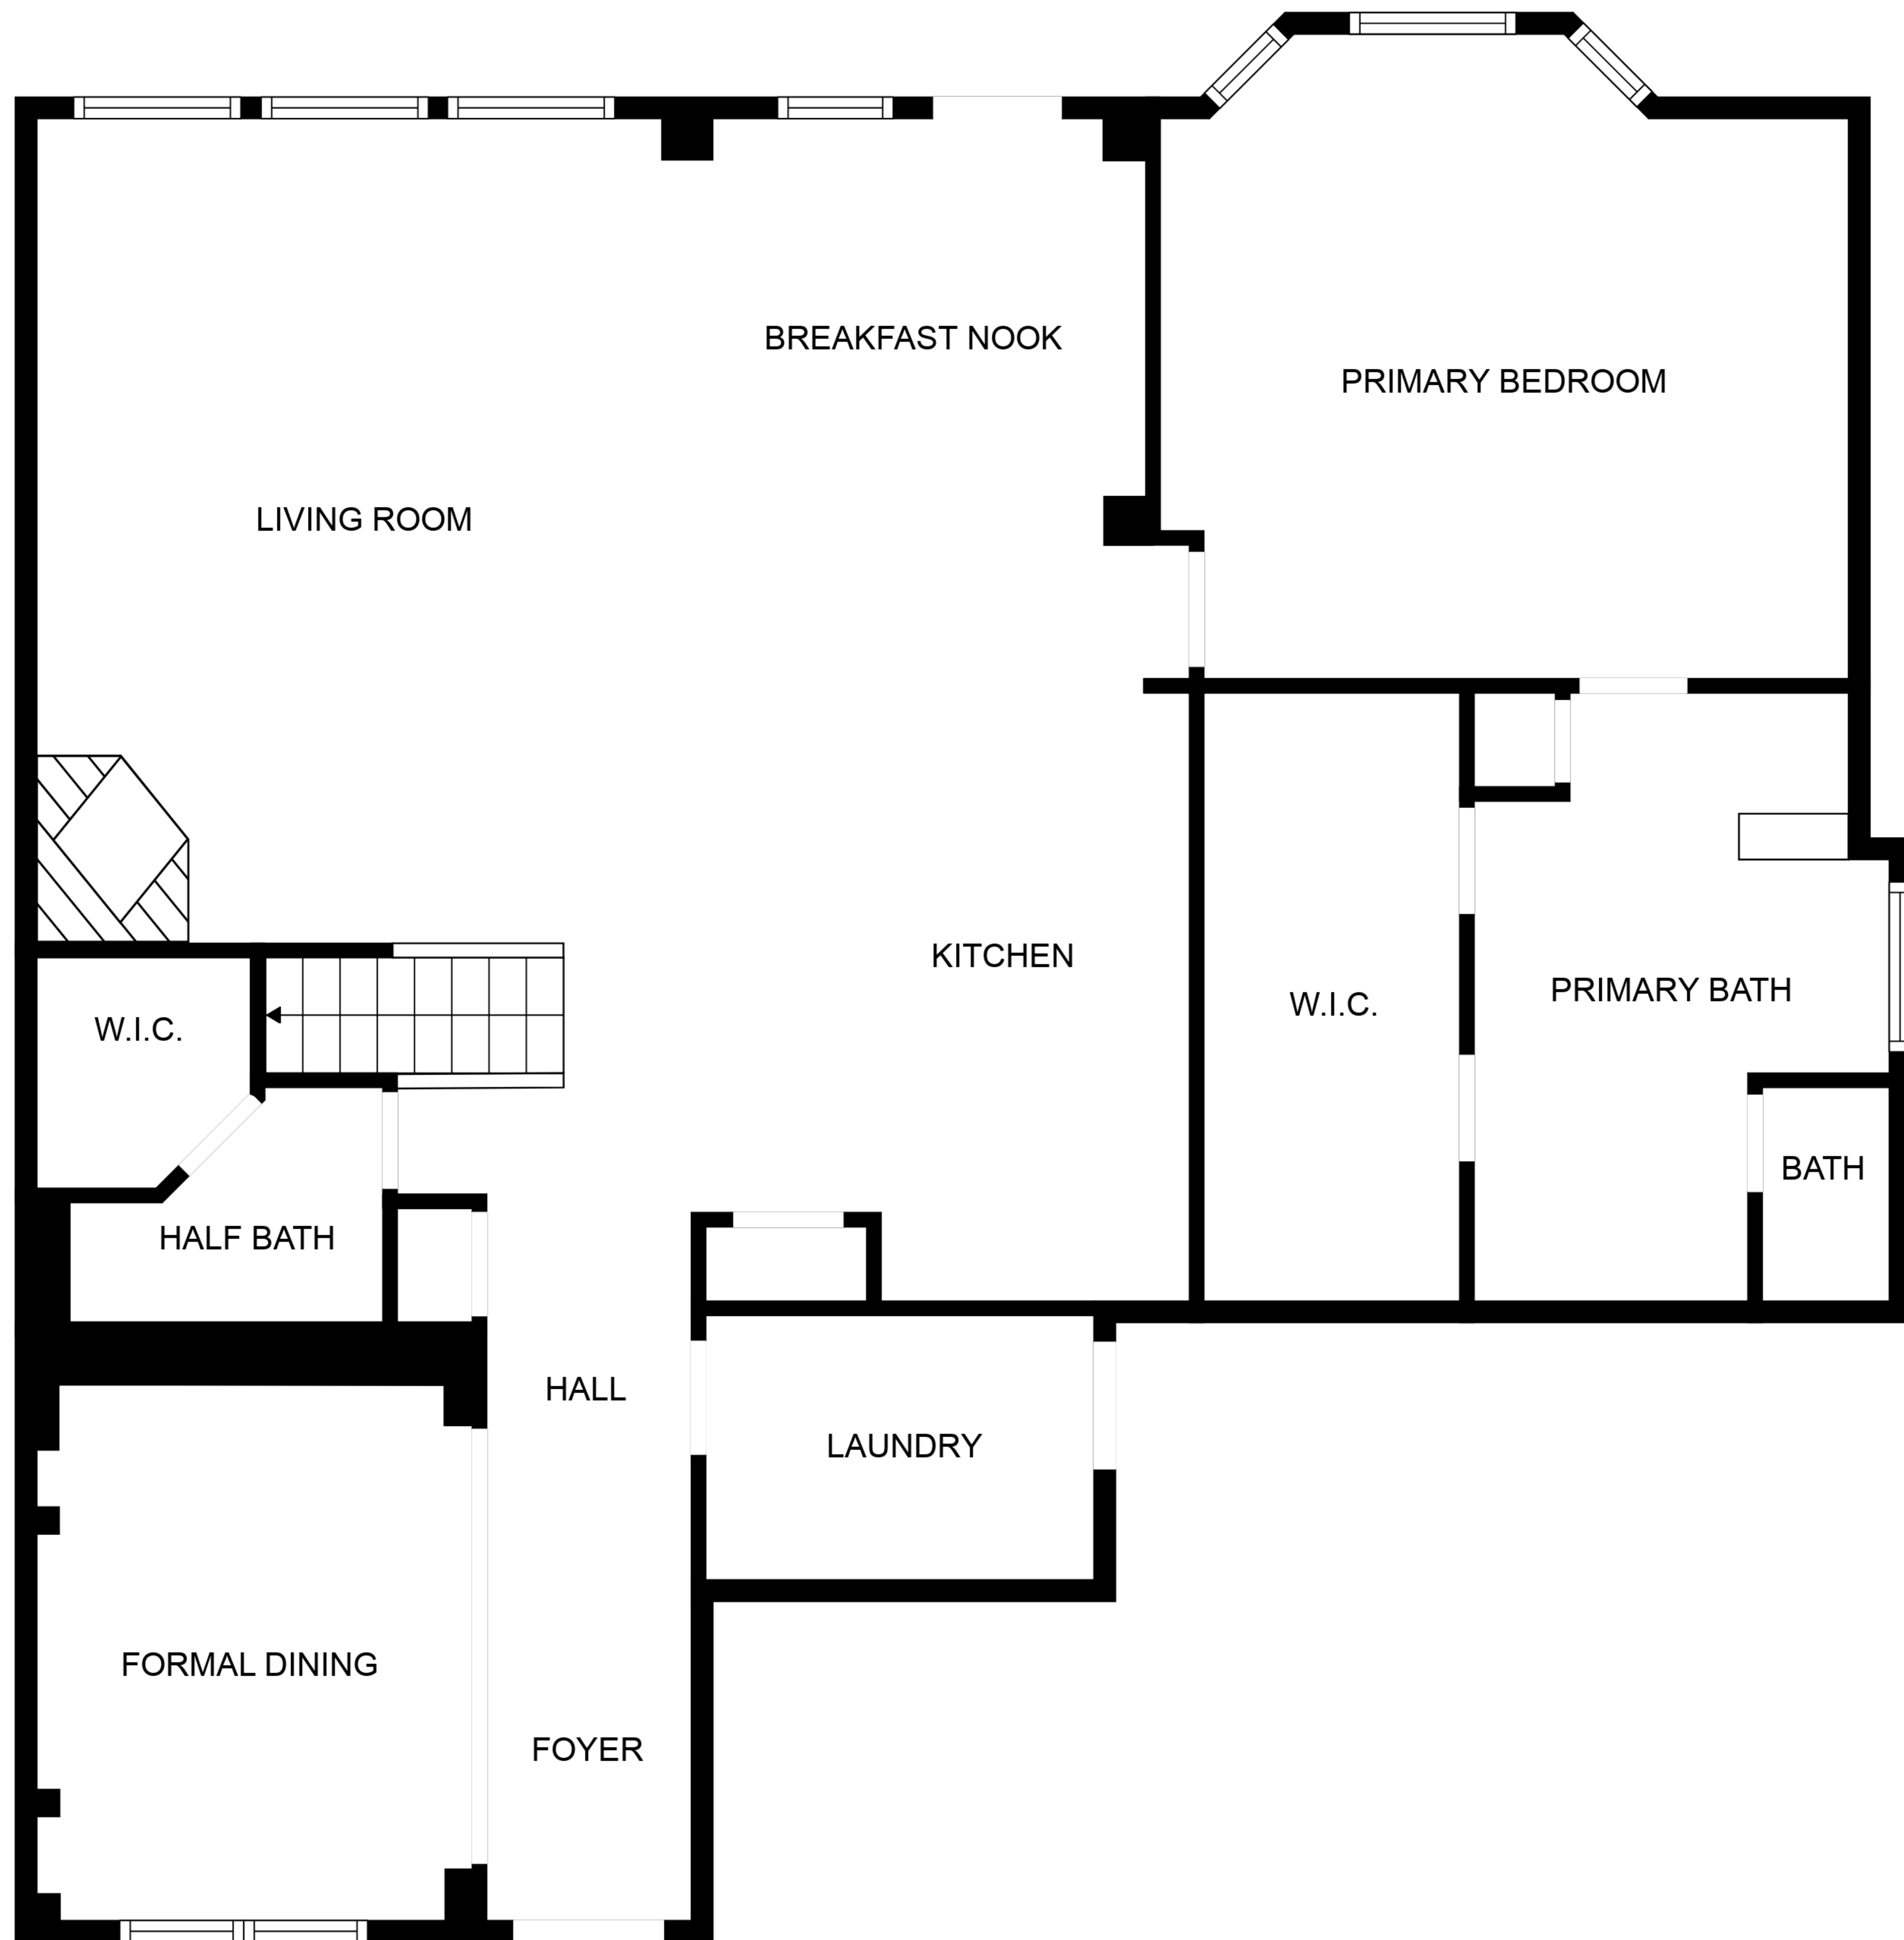 BREAKFAST NOOK
PRIMARY BEDROOM
LIVING ROOM
KITCHEN
W.I.C.
PRIMARY BATH
W.I.C.
BATH
HALF BATH
HALL
LAUNDRY
FORMAL DINING
FOYER